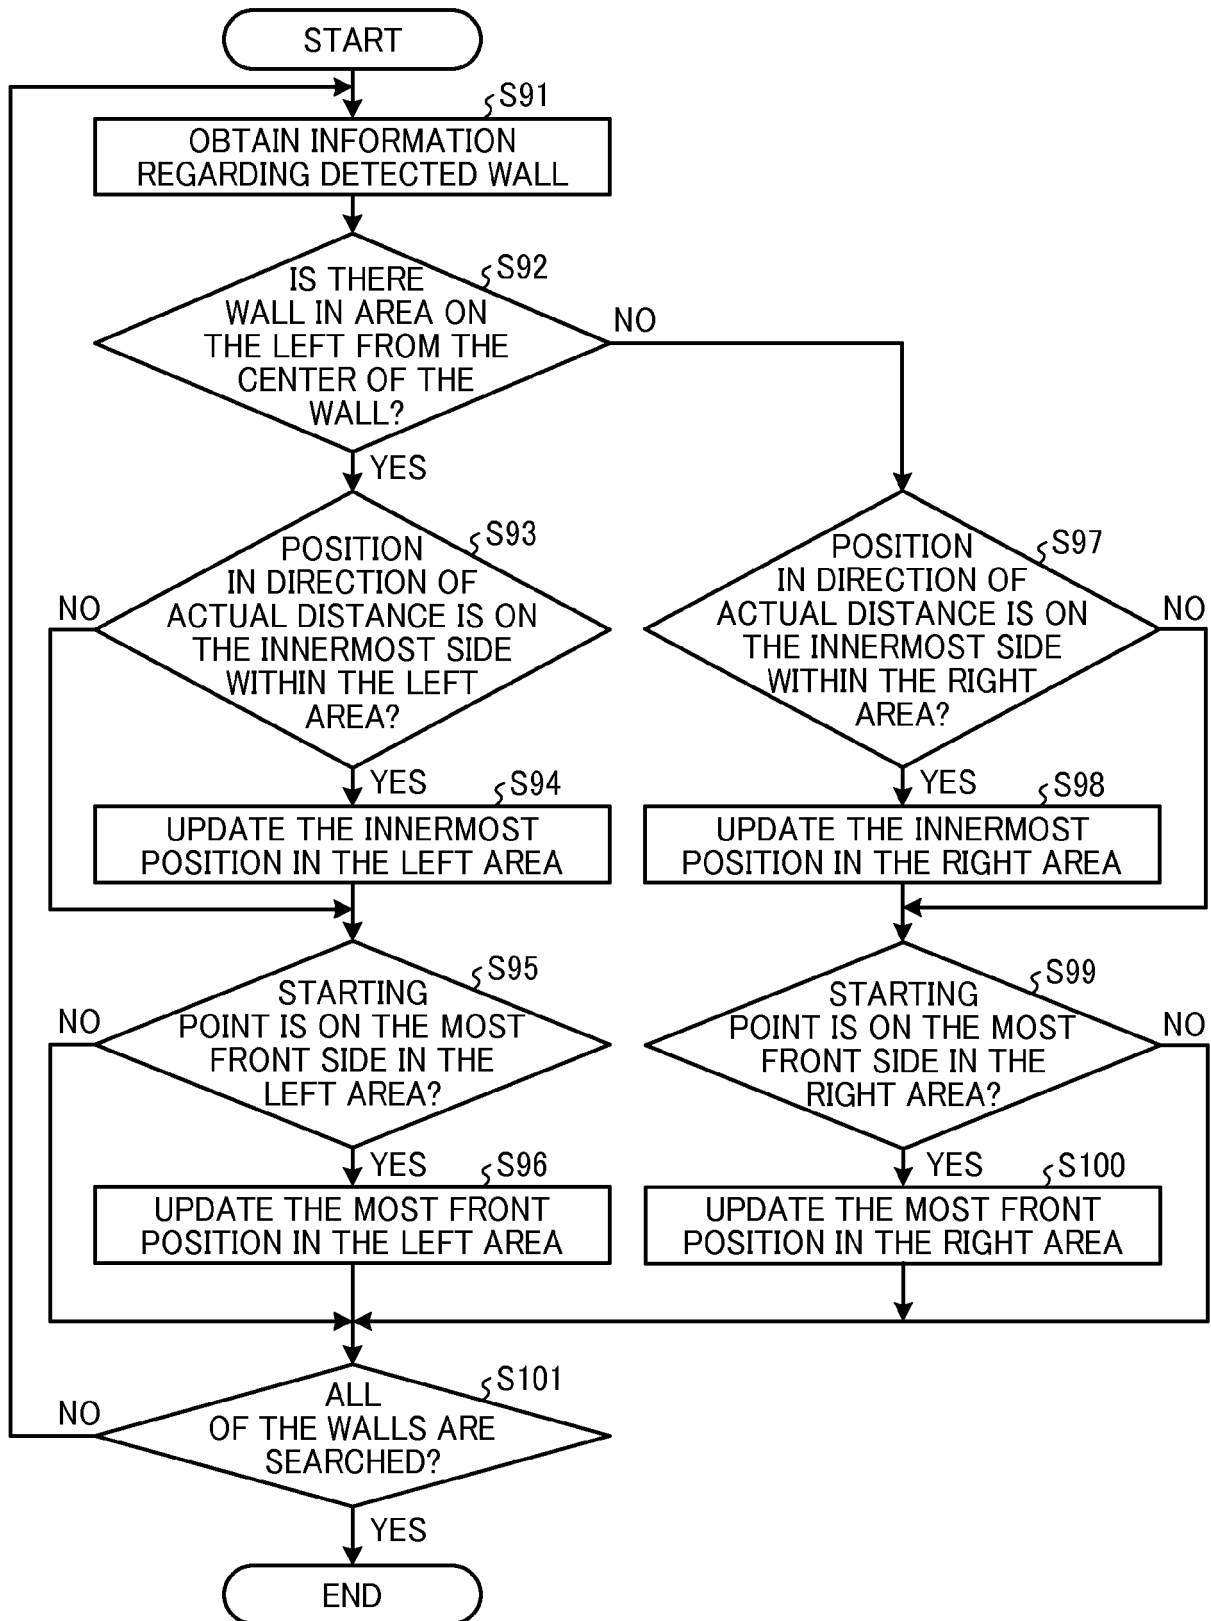 START
S91
OBTAIN INFORMATION
REGARDING DETECTED WALL
S92
IS THERE
WALL IN AREA ON
THE LEFT FROM THE
CENTER OF THE
WALL?
NO
YES
S93
POSITION
IN DIRECTION OF
ACTUAL DISTANCE IS ON
THE INNERMOST SIDE
WITHIN THE LEFT
AREA?
NO
YES
S94
UPDATE THE INNERMOST
POSITION IN THE LEFT AREA
S95
STARTING
POINT IS ON THE MOST
FRONT SIDE IN THE
LEFT AREA?
NO
YES
S96
UPDATE THE MOST FRONT
POSITION IN THE LEFT AREA
S97
POSITION
IN DIRECTION OF
ACTUAL DISTANCE IS ON
THE INNERMOST SIDE
WITHIN THE RIGHT
AREA?
NO
YES
S98
UPDATE THE INNERMOST
POSITION IN THE RIGHT AREA
S99
STARTING
POINT IS ON THE MOST
FRONT SIDE IN THE
RIGHT AREA?
NO
YES
S100
UPDATE THE MOST FRONT
POSITION IN THE RIGHT AREA
S101
ALL
OF THE WALLS ARE
SEARCHED?
NO
YES
END